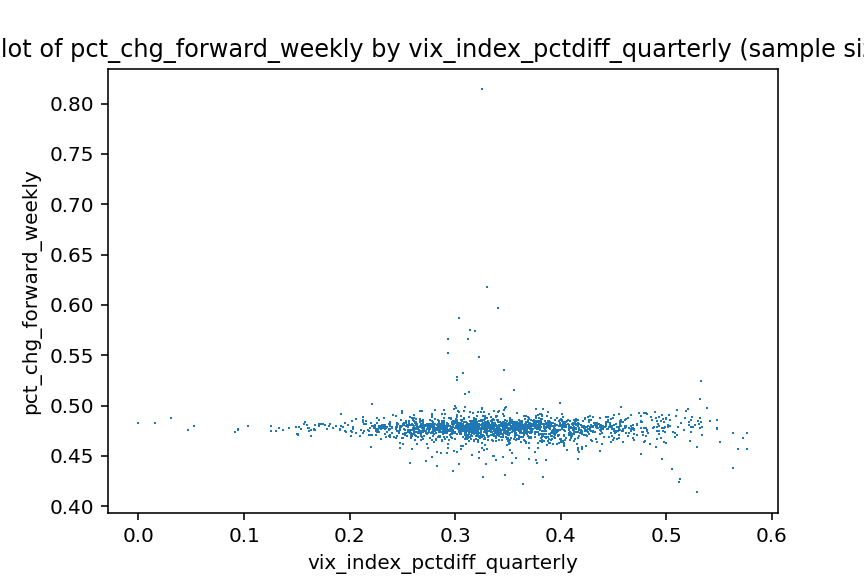 lot of pct_chg_forward_weekly by vix_index_pctdiff_quarterly (sample
0.80
0.75
0.70
0.65
0.60
0.55
0.50
0.45
0.40
pct_chg_forward_weekly
0.0 0.1 0.2 0.3 0.4 0.5 0.6
vix_index_pctdiff_quarterly